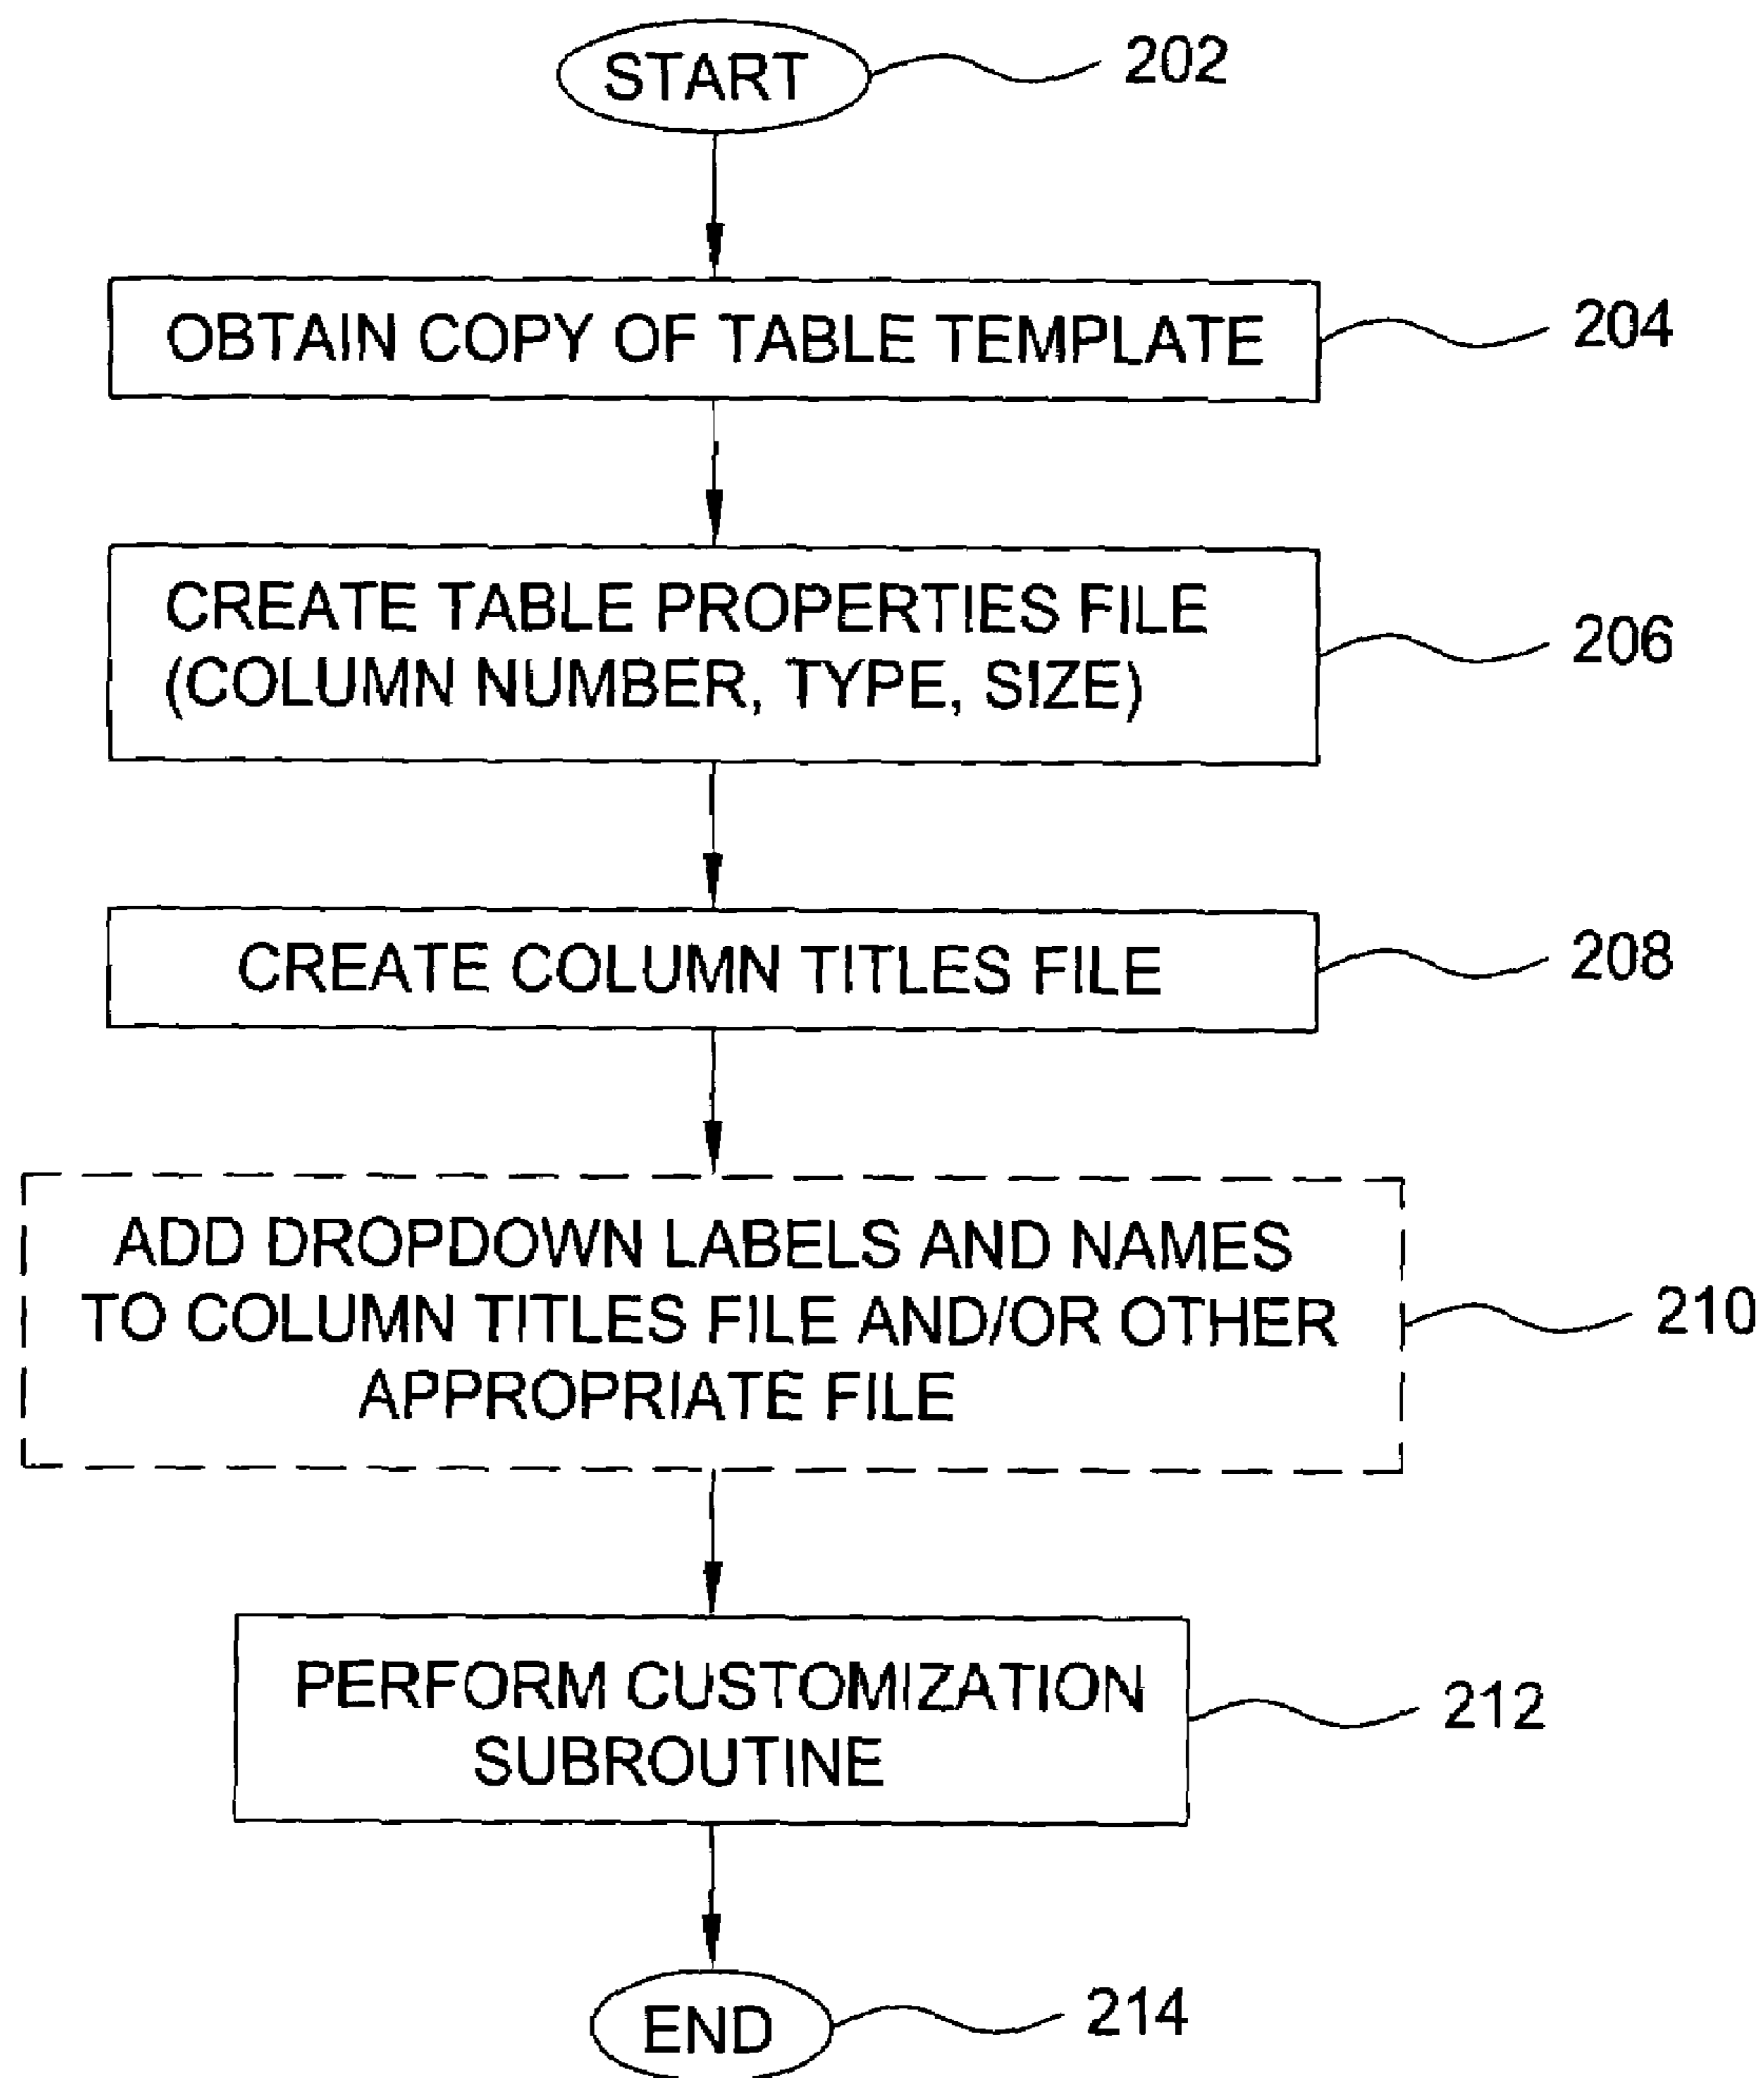 START
202
OBTAIN COPY OF TABLE TEMPLATE
204
CREATE TABLE PROPERTIES FILE
(COLUMN NUMBER, TYPE, SIZE)
206
CREATE COLUMN TITLES FILE
208
ADD DROPDOWN LABELS AND NAMES
TO COLUMN TITLES FILE AND/OR OTHER
APPROPRIATE FILE
210
PERFORM CUSTOMIZATION
SUBROUTINE
212
END
214